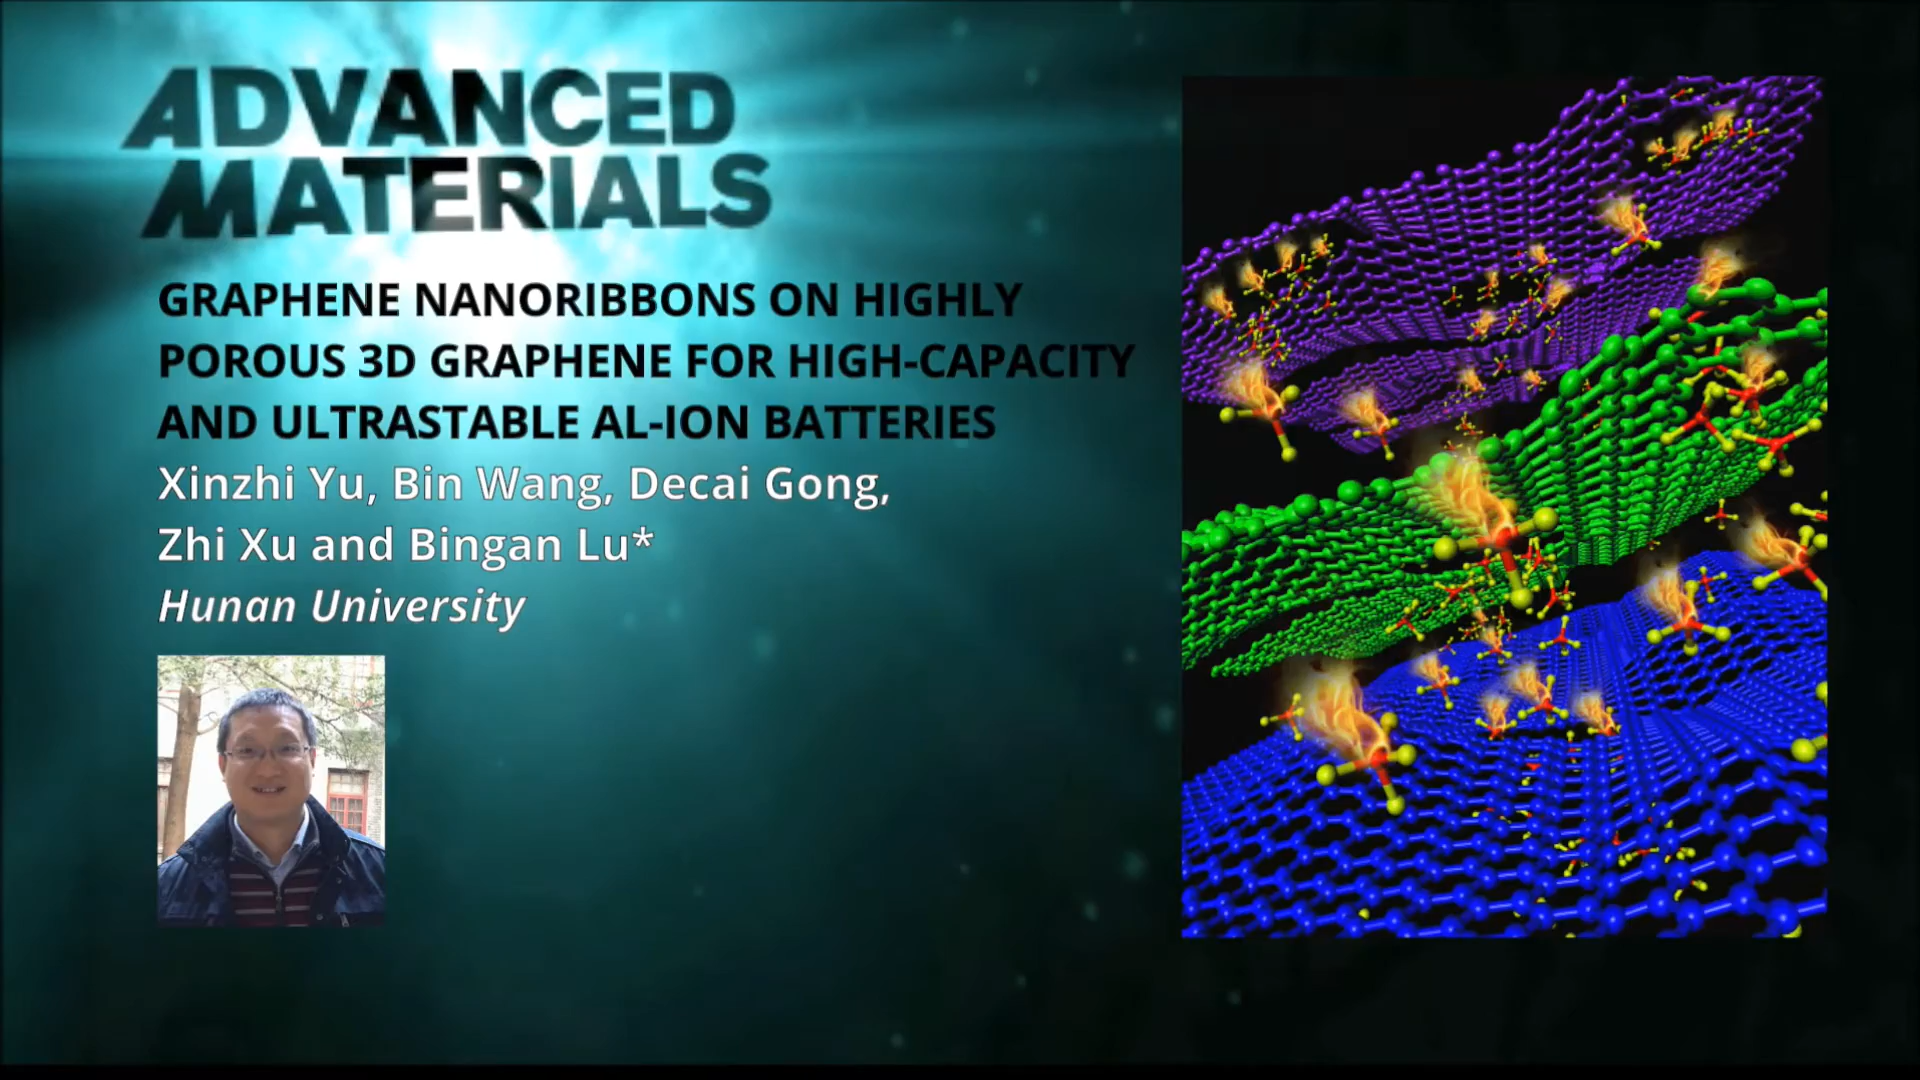 ADVANCED
MATERIALS
GRAPHENE NANORIBBONS ON HIGHLY
POROUS 3D GRAPHENE FOR HIGH-CAPACITY
AND ULTRASTABLE AL-ION BATTERIES
Xinzhi Yu, Bin Wang, Decai Gong,
Zhi Xu and Bingan Lu*
Hunan University